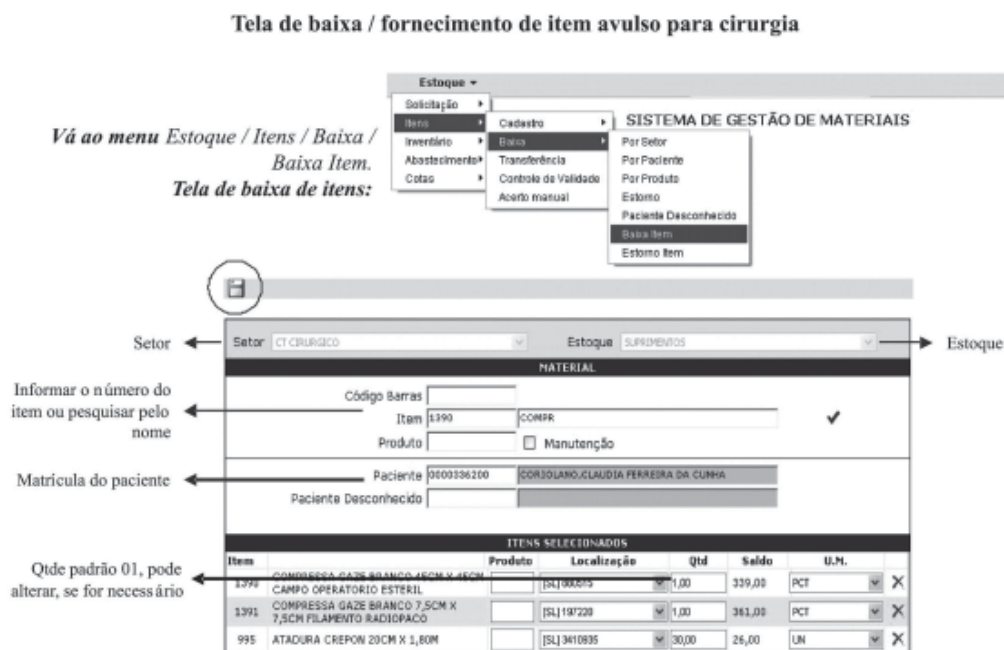 Tela de baixa / fornecimento de item avulso para cirurgia
Vá ao menu Estoque / Itens / Baixa /
Baixa Item.
Tela de baixa de itens:
Estoque
Solicitação
Itens
Inventário
Abastecimento
Cotas
Cadastro
Baixa
Transferência
Controle de Validade
Acerto manual
SISTEMA DE GESTÃO DE MATERIAIS
Por Setor
Por Paciente
Por Produto
Estorno
Paciente Desconhecido
Baixa Item
Estorno Item
Setor
Setor CT CIRURGICO Estoque SUPRIMENTOS
Estoque
MATERIAL
Código Barras
Informar o número do
item ou pesquisar pelo
nome
Item 1390 COMPR
Produto Manutenção
Matrícula do paciente
Paciente 0000336200 CORIOLANO,CLAUDIA FERREIRA DA CUNHA
Paciente Desconhecido
ITENS SELECIONADOS
Item Produto Localização Qtd Saldo U.M.
Qtde padrão 01, pode
alterar, se for necessário
1390 COMPRESSA GAZE BRANCO 45CM X 45CM
CAMPO OPERATORIO ESTERIL [SL] 000515 1,00 339,00 PCT
1391 COMPRESSA GAZE BRANCO 7,5CM X
7,5CM FILAMENTO RADIOPACO [SL] 197220 1,00 361,00 PCT
995 ATADURA CREPON 20CM X 1,80M [SL] 3410835 30,00 26,00 UN